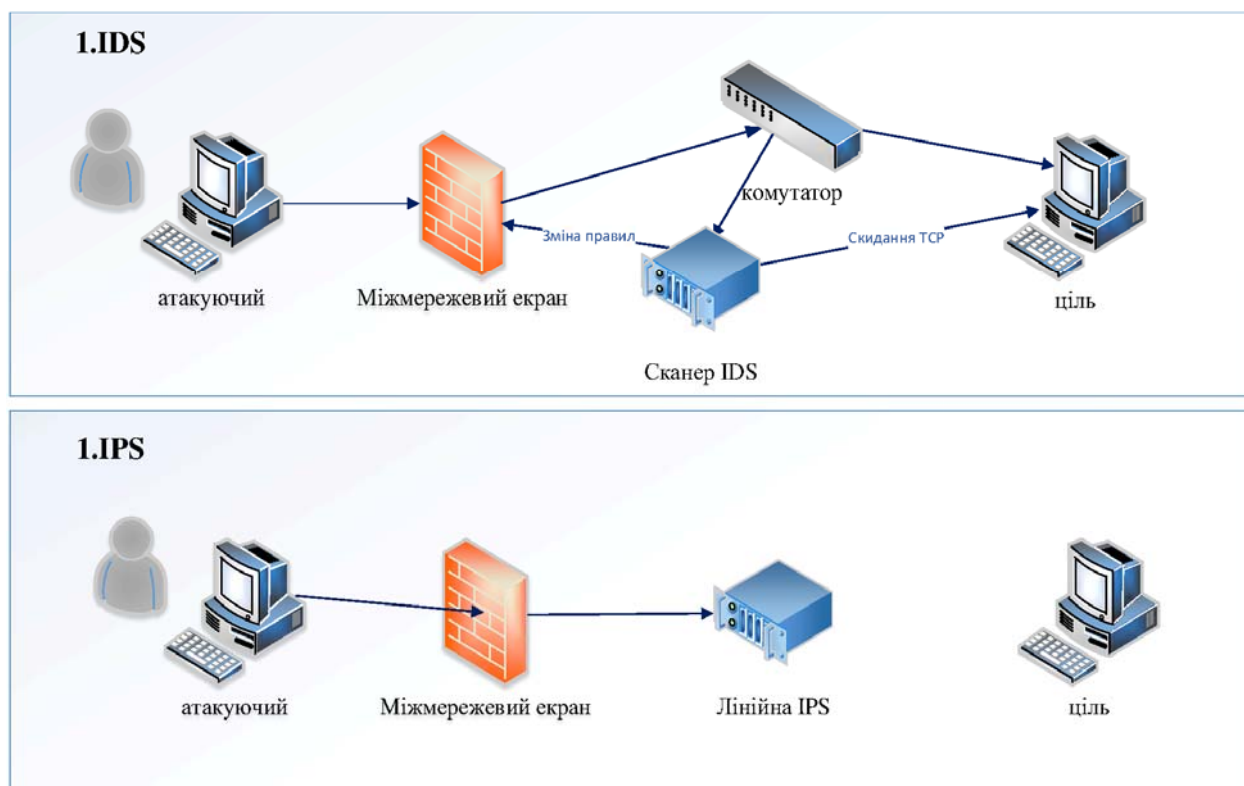 1.IDS
комутатор
Зміна правил
Скидання TCP
атакуючий
Міжмережевий екран
ціль
Сканер IDS
1.IPS
атакуючий
Міжмережевий екран
Лінійна IPS
ціль